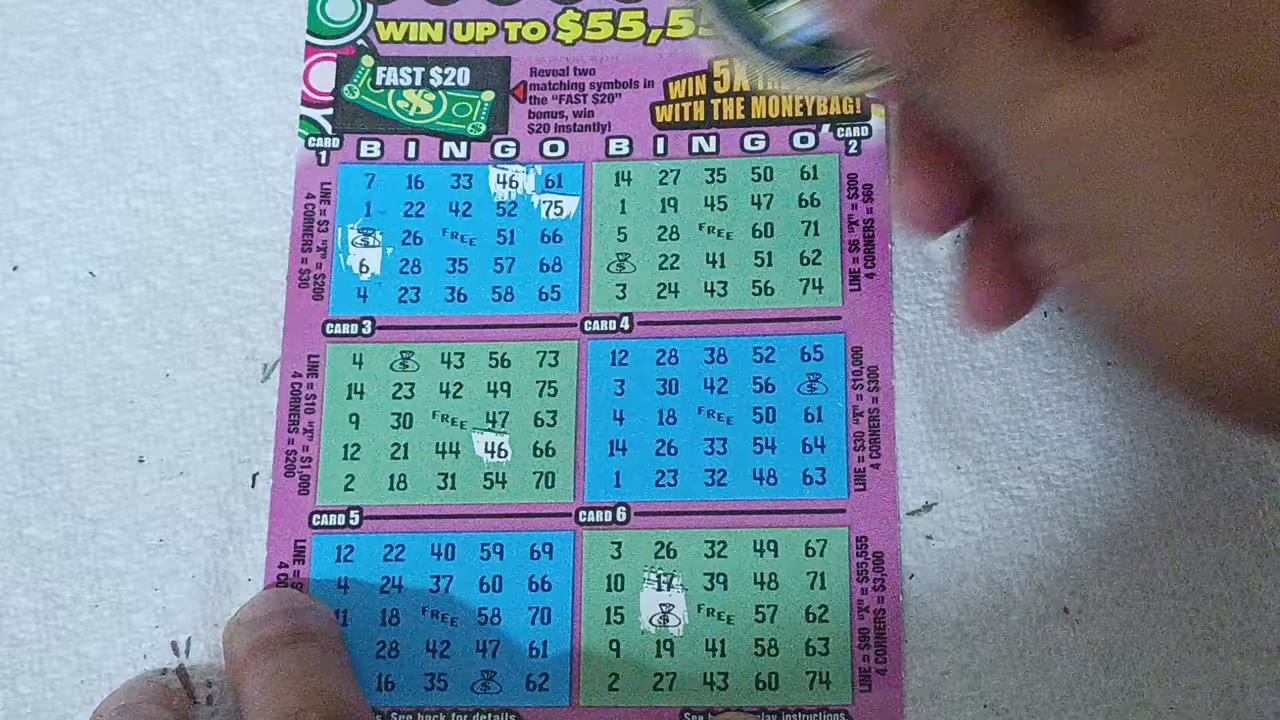 WIN UP TO $55,5
FAST $20
Reveal two
matching symbols in
the "FAST $20"
bonus, win
$20 Instantly!
WIN 5X
WITH THE MONEYBAG!
CARD 1
B I N G O
B I N G O
CARD 2
7 16 33 46 61
1 22 42 52 75
$ 26 FREE 51 66
6 28 35 57 68
4 23 36 58 65
LINE = $3 "X" = $200
4 CORNERS = $30
14 27 35 50 61
1 19 45 47 66
5 28 FREE 60 71
$ 22 41 51 62
3 24 43 56 74
LINE = $6 "X" = $300
4 CORNERS = $60
CARD 3
4 $ 43 56 73
14 23 42 49 75
9 30 FREE 47 63
12 21 44 46 66
2 18 31 54 70
LINE = $10 "X" = $1,000
4 CORNERS = $200
CARD 4
12 28 38 52 65
3 30 42 56 $
4 18 FREE 50 61
14 26 33 54 64
1 23 32 48 63
LINE = $30 "X" = $10,000
4 CORNERS = $300
CARD 5
12 22 40 59 69
4 24 37 60 66
11 18 FREE 58 70
28 42 47 61
16 35 $ 62
LINE =
4 CO
CARD 6
3 26 32 49 67
10 17 39 48 71
15 $ FREE 57 62
9 19 41 58 63
2 27 43 60 74
LINE = $90 "X" = $55,555
4 CORNERS = $3,000
See back for details
See play instructions